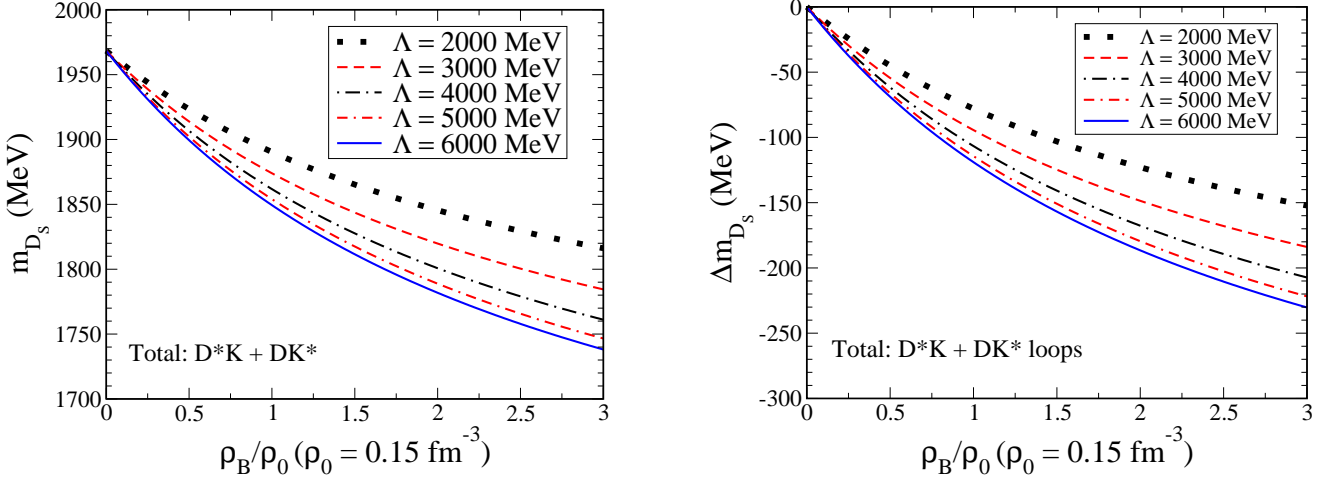 2000
1950
1900
1850
1800
1750
1700
m_{D_s} (MeV)
Λ = 2000 MeV
Λ = 3000 MeV
Λ = 4000 MeV
Λ = 5000 MeV
Λ = 6000 MeV
Total: D*K + DK*
0 0.5 1 1.5 2 2.5 3
ρ_B/ρ_0 (ρ_0 = 0.15 fm^{-3})
0
-50
-100
-150
-200
-250
-300
Δm_{D_s} (MeV)
Λ = 2000 MeV
Λ = 3000 MeV
Λ = 4000 MeV
Λ = 5000 MeV
Λ = 6000 MeV
Total: D*K + DK* loops
0 0.5 1 1.5 2 2.5 3
ρ_B/ρ_0 (ρ_0 = 0.15 fm^{-3})